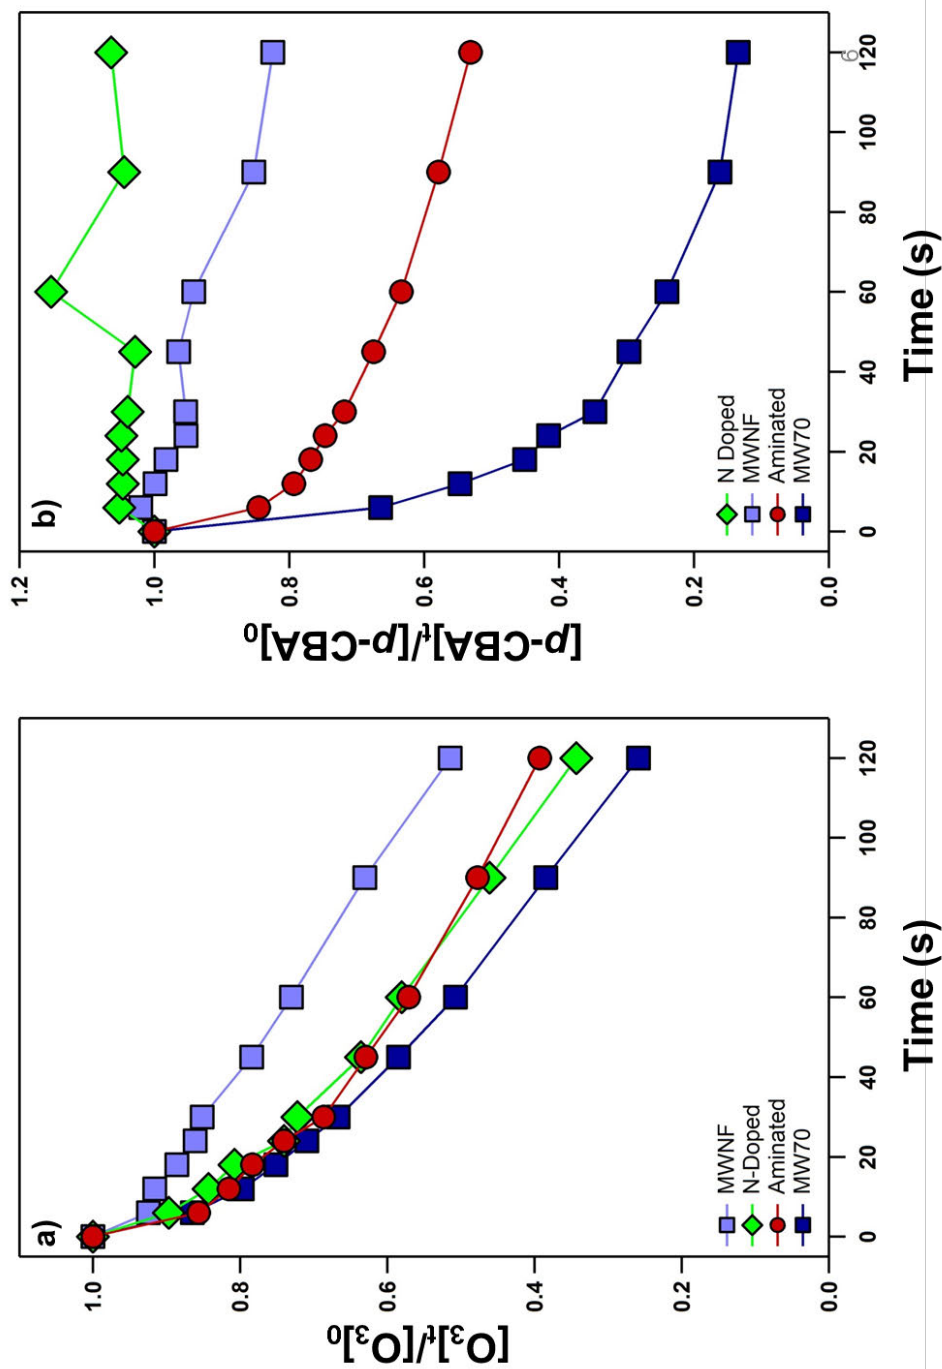 a)
[O₃]ₜ/[O₃]₀
1.0
0.8
0.6
0.4
0.2
0.0
MWNF
N-Doped
Aminated
MW70
0 20 40 60 80 100 120
Time (s)
b)
[p-CBA]ₜ/[p-CBA]₀
1.2
1.0
0.8
0.6
0.4
0.2
0.0
N Doped
MWNF
Aminated
MW70
0 20 40 60 80 100 120
Time (s)
9